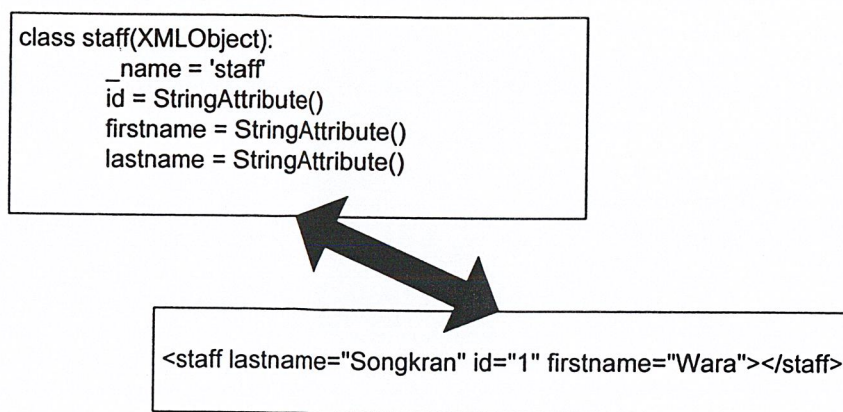 class staff(XMLObject):
_name = 'staff'
id = StringAttribute()
firstname = StringAttribute()
lastname = StringAttribute()
<staff lastname="Songkran" id="1" firstname="Wara"></staff>